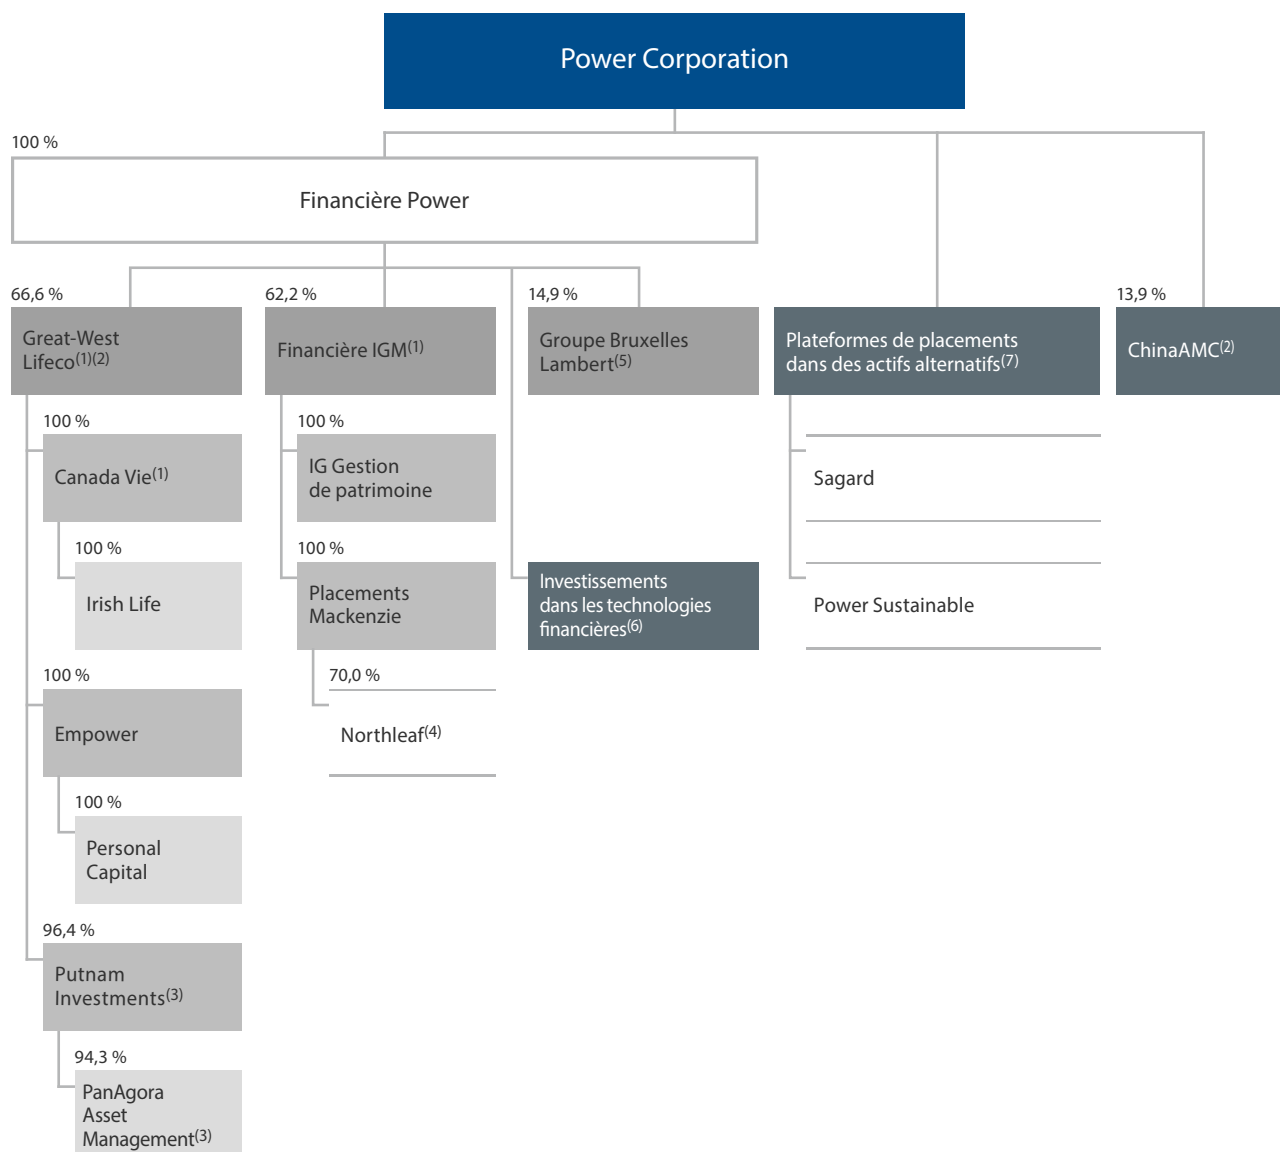 Power Corporation
100 %
Financière Power
66,6 %
Great-West
Lifeco(1)(2)
62,2 %
Financière IGM(1)
14,9 %
Groupe Bruxelles
Lambert(5)
Plateformes de placements
dans des actifs alternatifs(7)
13,9 %
ChinaAMC(2)
100 %
Canada Vie(1)
100 %
IG Gestion
de patrimoine
Sagard
100 %
Irish Life
100 %
Placements
Mackenzie
Investissements
dans les technologies
financières(6)
Power Sustainable
100 %
Empower
70,0 %
Northleaf(4)
100 %
Personal
Capital
96,4 %
Putnam
Investments(3)
94,3 %
PanAgora
Asset
Management(3)